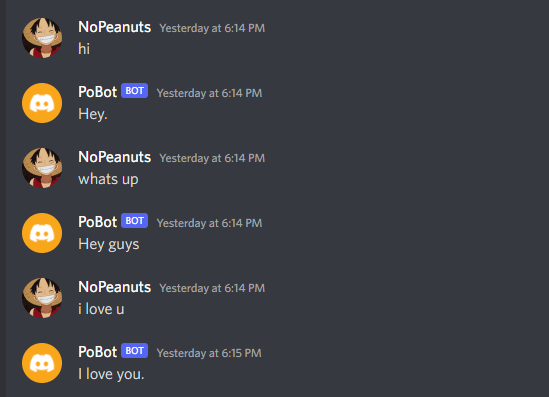 NoPeanuts Yesterday at 6:14 PM
hi
PoBot BOT Yesterday at 6:14 PM
Hey.
NoPeanuts Yesterday at 6:14 PM
whats up
PoBot BOT Yesterday at 6:14 PM
Hey guys
NoPeanuts Yesterday at 6:14 PM
i love u
PoBot BOT Yesterday at 6:15 PM
I love you.